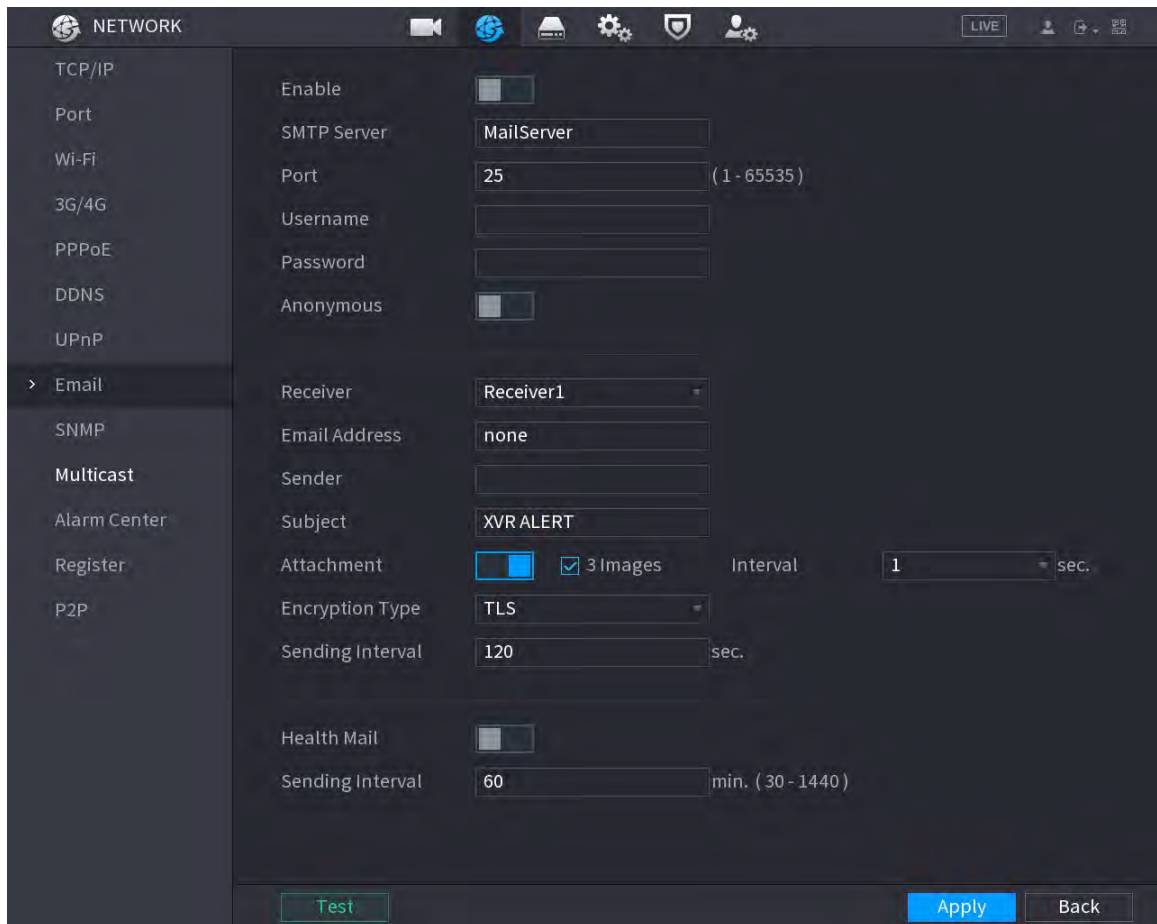 NETWORK
LIVE
TCP/IP
Port
Wi-Fi
3G/4G
PPPoE
DDNS
UPnP
Email
SNMP
Multicast
Alarm Center
Register
P2P
Enable
SMTP Server MailServer
Port 25 ( 1 - 65535 )
Username
Password
Anonymous
Receiver Receiver1
Email Address none
Sender
Subject XVR ALERT
Attachment 3 Images Interval 1 sec.
Encryption Type TLS
Sending Interval 120 sec.
Health Mail
Sending Interval 60 min. ( 30 - 1440 )
Test Apply Back